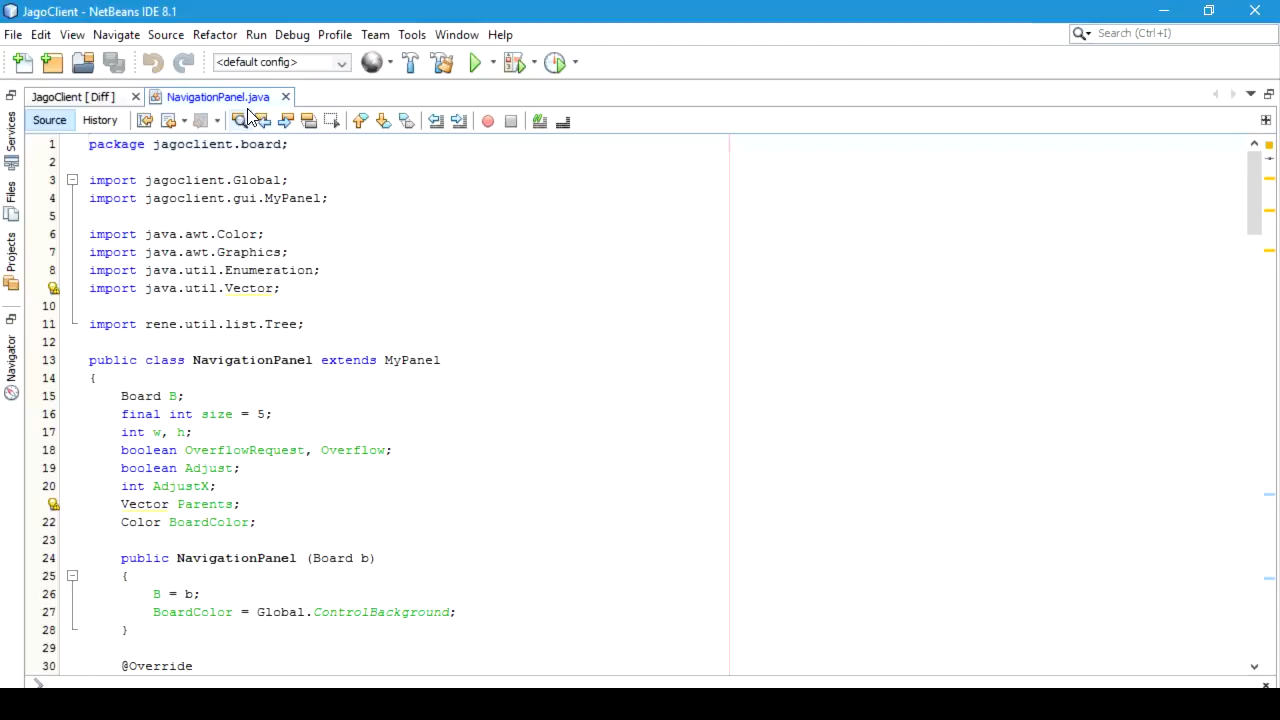 JagoClient - NetBeans IDE 8.1
File Edit View Navigate Source Refactor Run Debug Profile Team Tools Window Help
Search (Ctrl+I)
<default config>
JagoClient [ Diff ] NavigationPanel.java
Source History
Services
Files
Projects
Navigator
1 package jagoclient.board;
2
3 import jagoclient.Global;
4 import jagoclient.gui.MyPanel;
5
6 import java.awt.Color;
7 import java.awt.Graphics;
8 import java.util.Enumeration;
import java.util.Vector;
10
11 import rene.util.list.Tree;
12
13 public class NavigationPanel extends MyPanel
14 {
15 Board B;
16 final int size = 5;
17 int w, h;
18 boolean OverflowRequest, Overflow;
19 boolean Adjust;
20 int AdjustX;
Vector Parents;
22 Color BoardColor;
23
24 public NavigationPanel (Board b)
25 {
26 B = b;
27 BoardColor = Global.ControlBackground;
28 }
29
30 @Override